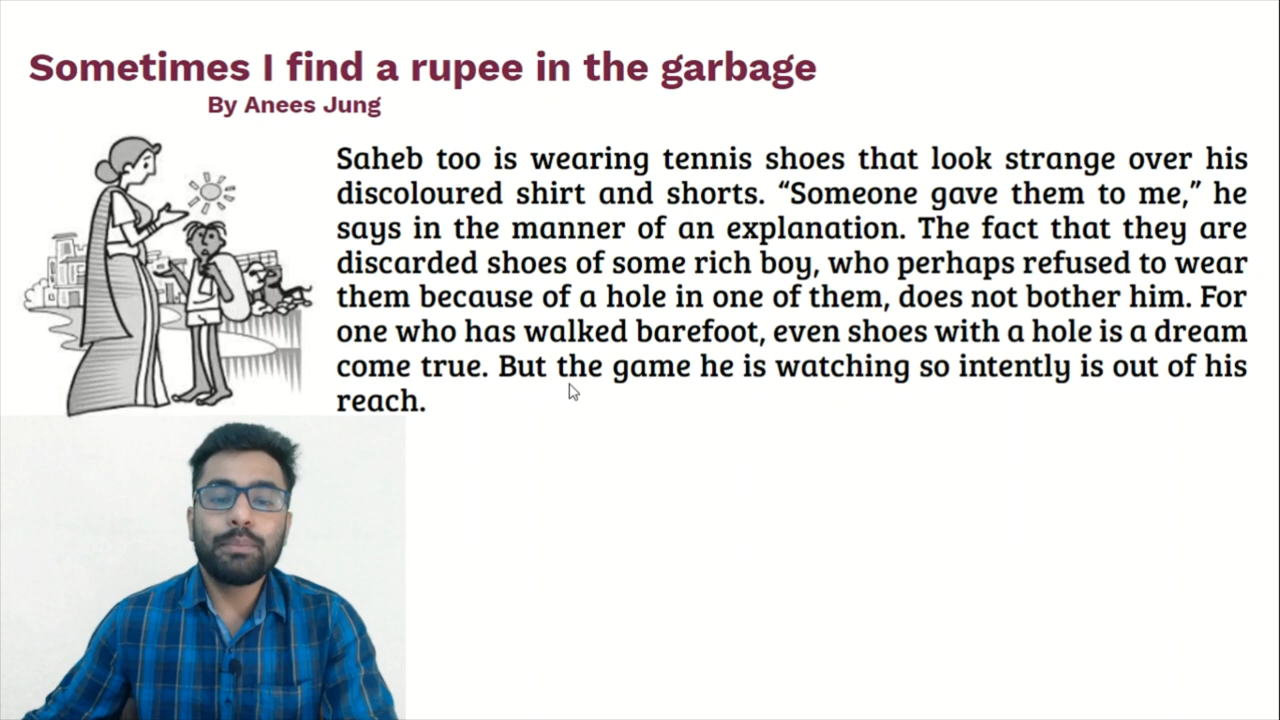 Sometimes I find a rupee in the garbage
By Anees Jung
Saheb too is wearing tennis shoes that look strange over his
discoloured shirt and shorts. “Someone gave them to me,” he
says in the manner of an explanation. The fact that they are
discarded shoes of some rich boy, who perhaps refused to wear
them because of a hole in one of them, does not bother him. For
one who has walked barefoot, even shoes with a hole is a dream
come true. But the game he is watching so intently is out of his
reach.